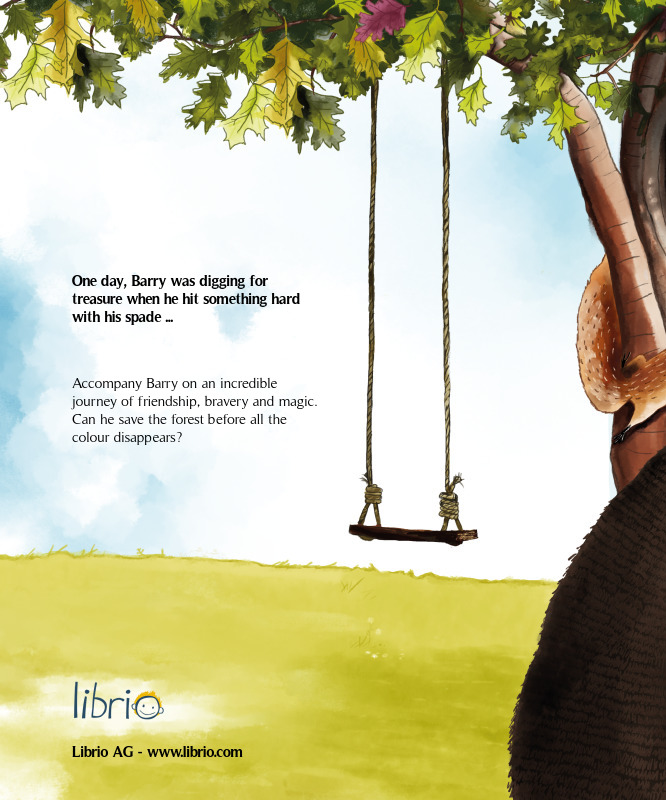 One day, Barry was digging for
treasure when he hit something hard
with his spade ...
Accompany Barry on an incredible
journey of friendship, bravery and magic.
Can he save the forest before all the
colour disappears?
librio
Librio AG - www.librio.com